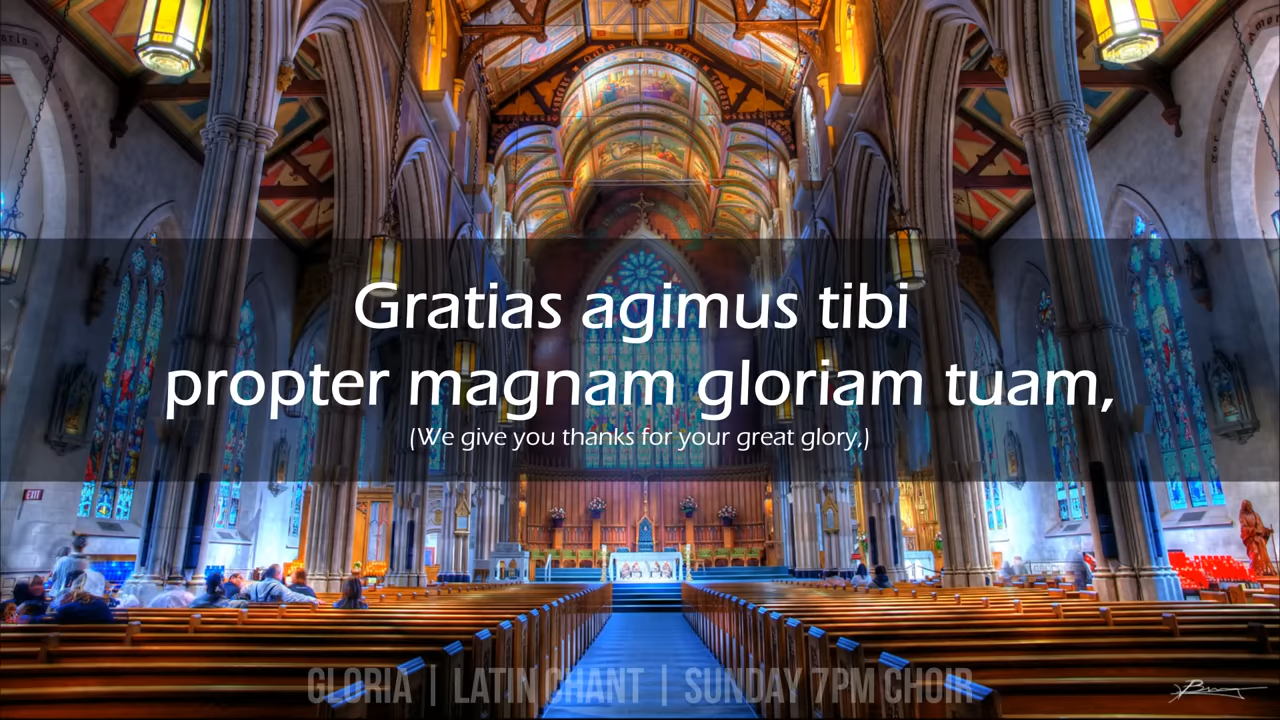 Gratias agimus tibi
propter magnam gloriam tuam,
(We give you thanks for your great glory,)
EXIT
GLORIA | LATIN CHANT | SUNDAY 7PM CHOIR